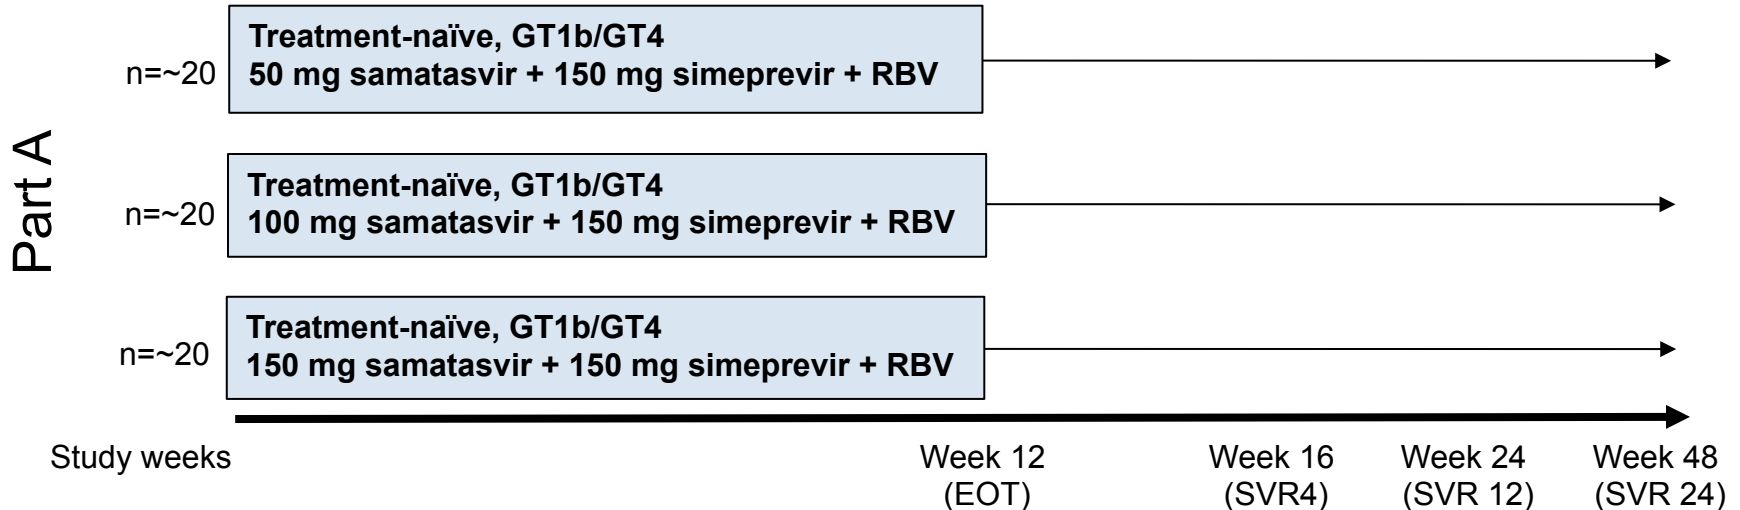 Part A
n=~20
Treatment-naïve, GT1b/GT4
50 mg samatasvir + 150 mg simeprevir + RBV
n=~20
Treatment-naïve, GT1b/GT4
100 mg samatasvir + 150 mg simeprevir + RBV
n=~20
Treatment-naïve, GT1b/GT4
150 mg samatasvir + 150 mg simeprevir + RBV
Study weeks
Week 12
(EOT)
Week 16
(SVR4)
Week 24
(SVR 12)
Week 48
(SVR 24)